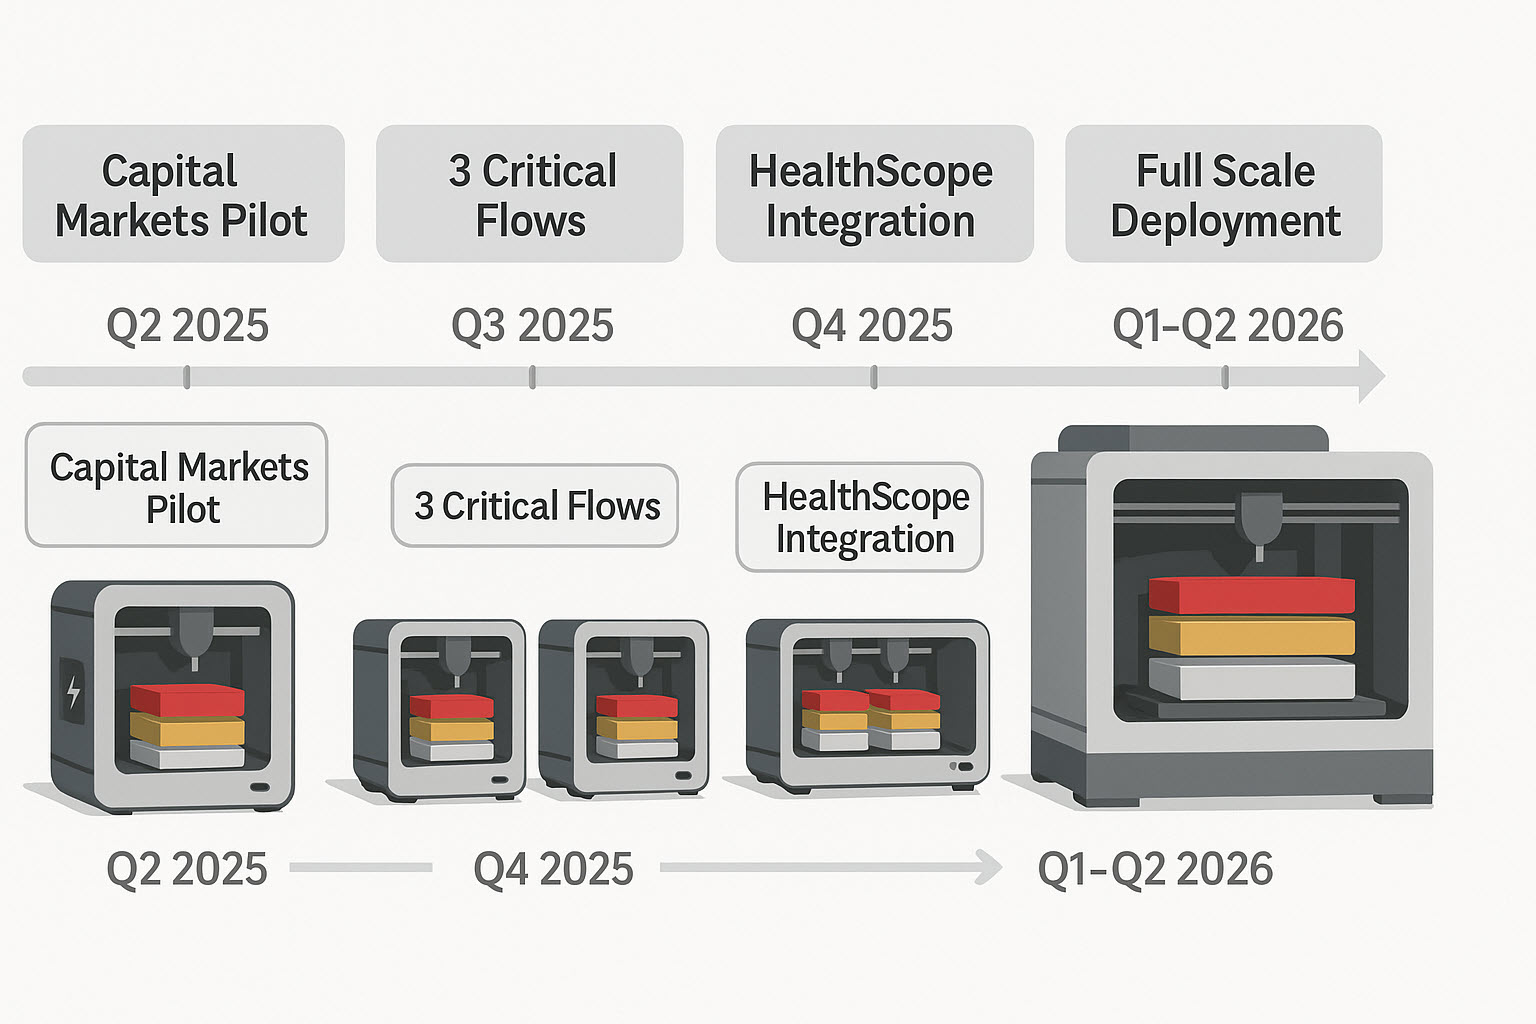 Capital
Markets Pilot
3 Critical
Flows
HealthScope
Integration
Full Scale
Deployment
Q2 2025
Q3 2025
Q4 2025
Q1-Q2 2026
Capital Markets
Pilot
3 Critical Flows
HealthScope
Integration
Q2 2025
Q4 2025
Q1-Q2 2026